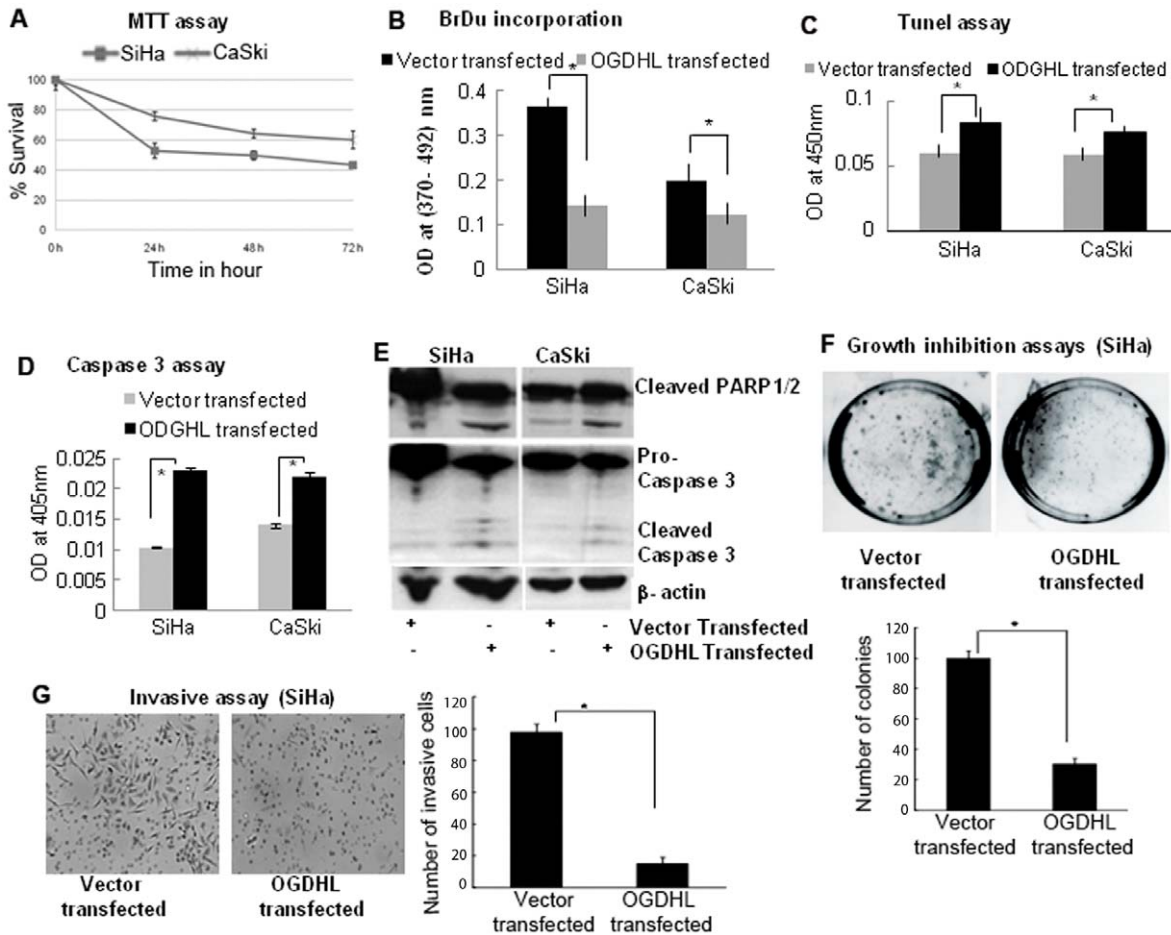 A
MTT assay
SiHa CaSki
100
80
60
40
20
0
% Survival
0h 24h 48h 72h
Time in hour
B BrDu incorporation
Vector transfected OGDHL transfected
*
*
0.4
0.3
0.2
0.1
0
OD at (370- 492) nm
SiHa CaSki
C Tunel assay
Vector transfected ODGHL transfected
*
*
0.1
0.05
0
OD at 450nm
SiHa CaSki
D Caspase 3 assay
Vector transfected
ODGHL transfected
*
*
0.025
0.02
0.015
0.01
0.005
0
OD at 405nm
SiHa CaSki
E
SiHa CaSki
Cleaved PARP1/2
Pro-
Caspase 3
Cleaved
Caspase 3
β- actin
+ - + - Vector Transfected
- + - + OGDHL Transfected
F Growth inhibition assays (SiHa)
Vector
transfected
OGDHL
transfected
*
120
100
80
60
40
20
0
Number of colonies
Vector
transfected
OGDHL
transfected
G Invasive assay (SiHa)
Vector
transfected
OGDHL
transfected
*
120
100
80
60
40
20
0
Number of invasive cells
Vector
transfected
OGDHL
transfected